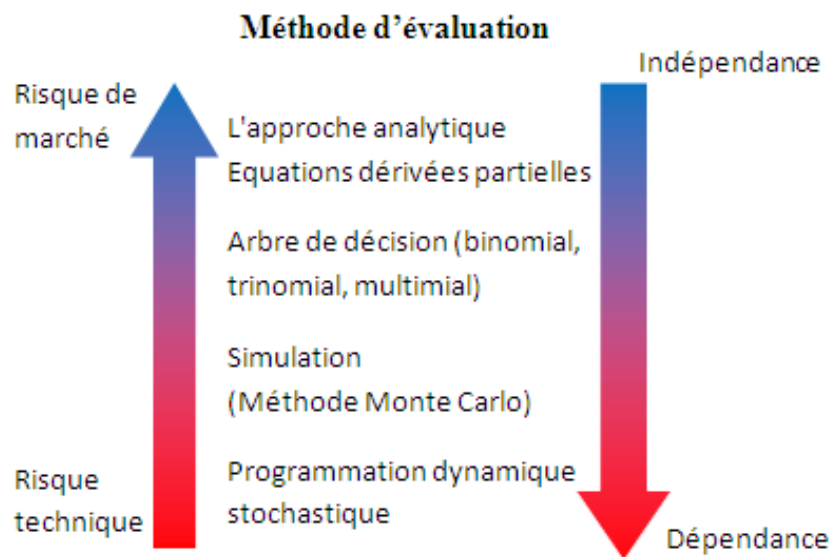 Méthode d'évaluation
Indépendance
Risque de
marché
L'approche analytique
Equations dérivées partielles
Arbre de décision (binomial,
trinomial, multimial)
Simulation
(Méthode Monte Carlo)
Risque
technique
Programmation dynamique
stochastique
Dépendance